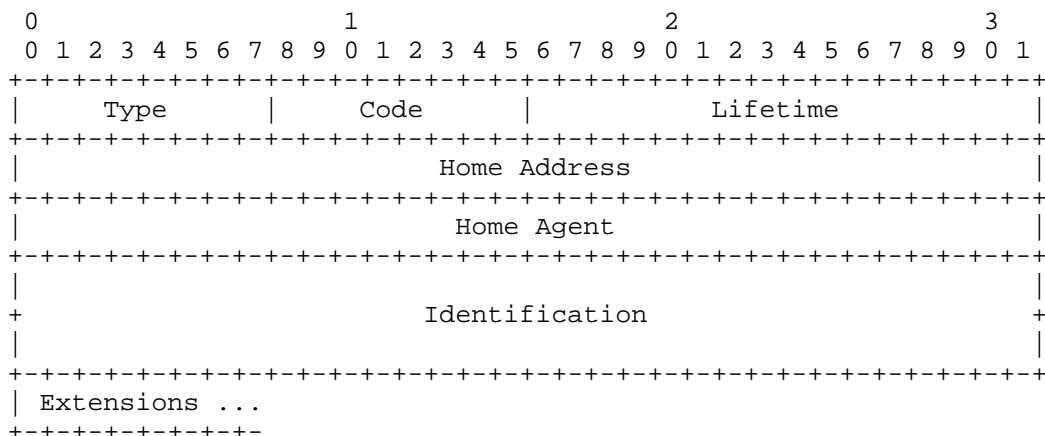 0                   1                   2                   3
 0 1 2 3 4 5 6 7 8 9 0 1 2 3 4 5 6 7 8 9 0 1 2 3 4 5 6 7 8 9 0 1
+-+-+-+-+-+-+-+-+-+-+-+-+-+-+-+-+-+-+-+-+-+-+-+-+-+-+-+-+-+-+-+-+
|     Type      |     Code      |           Lifetime            |
+-+-+-+-+-+-+-+-+-+-+-+-+-+-+-+-+-+-+-+-+-+-+-+-+-+-+-+-+-+-+-+-+
|                          Home Address                         |
+-+-+-+-+-+-+-+-+-+-+-+-+-+-+-+-+-+-+-+-+-+-+-+-+-+-+-+-+-+-+-+-+
|                           Home Agent                          |
+-+-+-+-+-+-+-+-+-+-+-+-+-+-+-+-+-+-+-+-+-+-+-+-+-+-+-+-+-+-+-+-+
|                                                               |
+                         Identification                        +
|                                                               |
+-+-+-+-+-+-+-+-+-+-+-+-+-+-+-+-+-+-+-+-+-+-+-+-+-+-+-+-+-+-+-+-+
| Extensions ...
+-+-+-+-+-+-+-+-